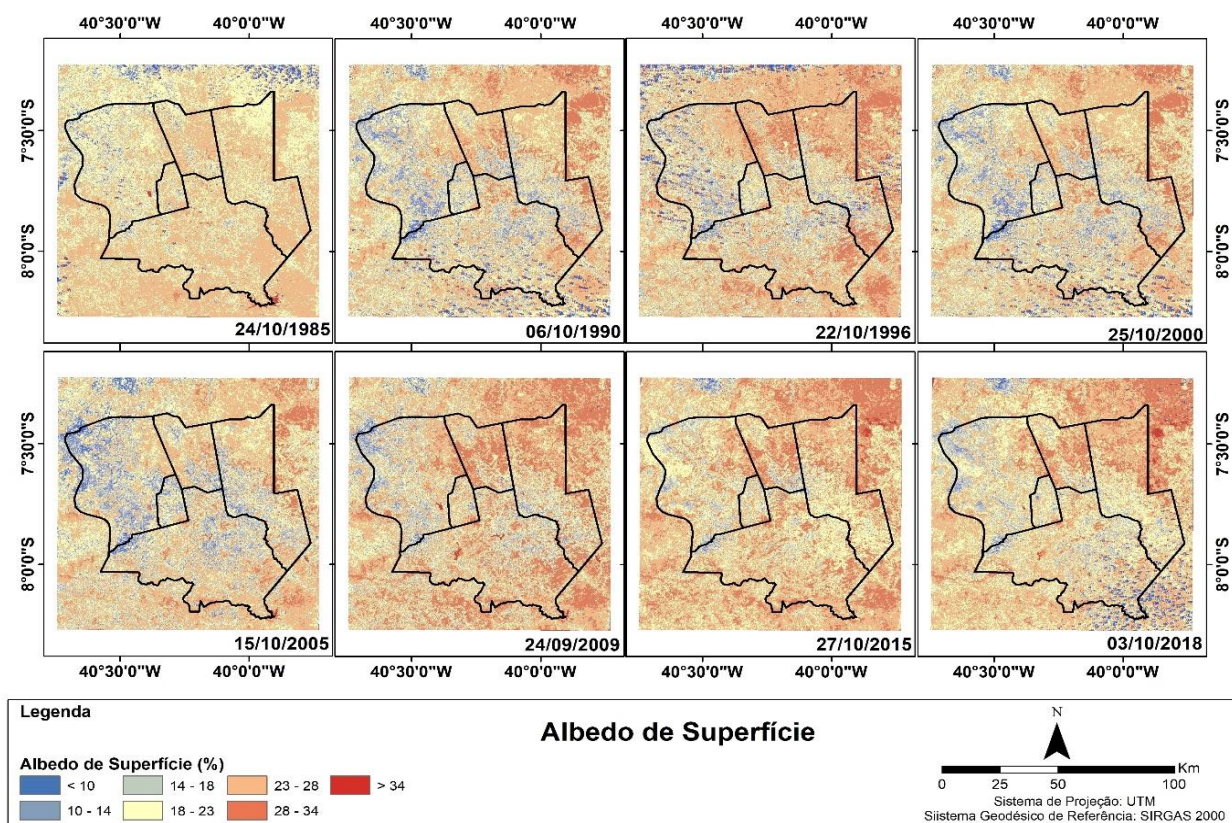 40°30'0"W 40°0'0"W 40°30'0"W 40°0'0"W 40°30'0"W 40°0'0"W 40°30'0"W 40°0'0"W
7°30'0"S 7°30'0"S
8°0'0"S 8°0'0"S
24/10/1985 06/10/1990 22/10/1996 25/10/2000
7°30'0"S 7°30'0"S
8°0'0"S 8°0'0"S
15/10/2005 24/09/2009 27/10/2015 03/10/2018
40°30'0"W 40°0'0"W 40°30'0"W 40°0'0"W 40°30'0"W 40°0'0"W 40°30'0"W 40°0'0"W
Legenda
Albedo de Superfície
Albedo de Superfície (%)
< 10 14 - 18 23 - 28 > 34
10 - 14 18 - 23 28 - 34
N
Km
0 25 50 100
Sistema de Projeção: UTM
Siistema Geodésico de Referência: SIRGAS 2000